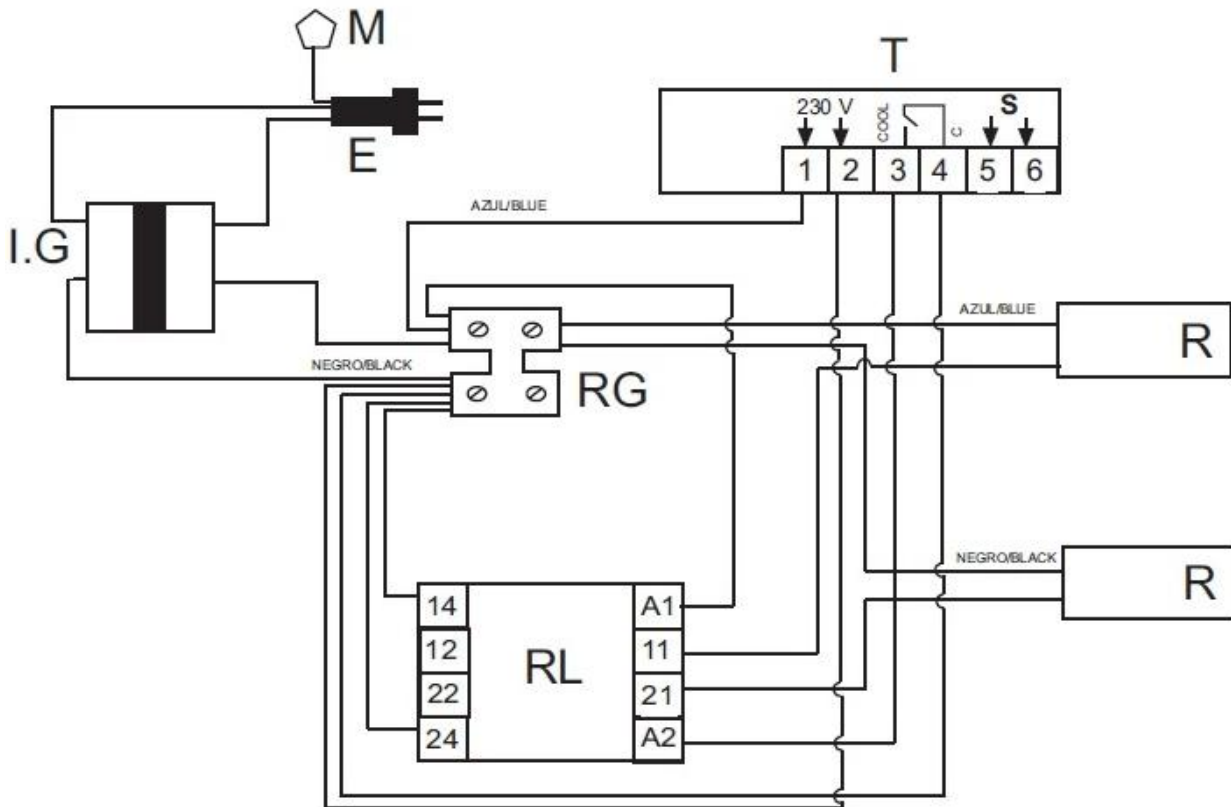 M
T
230 V
COOL
C
S
E
1 2 3 4 5 6
AZUL/BLUE
I.G
AZUL/BLUE
R
NEGRO/BLACK
RG
NEGRO/BLACK
R
14
A1
12
11
RL
22
21
24
A2